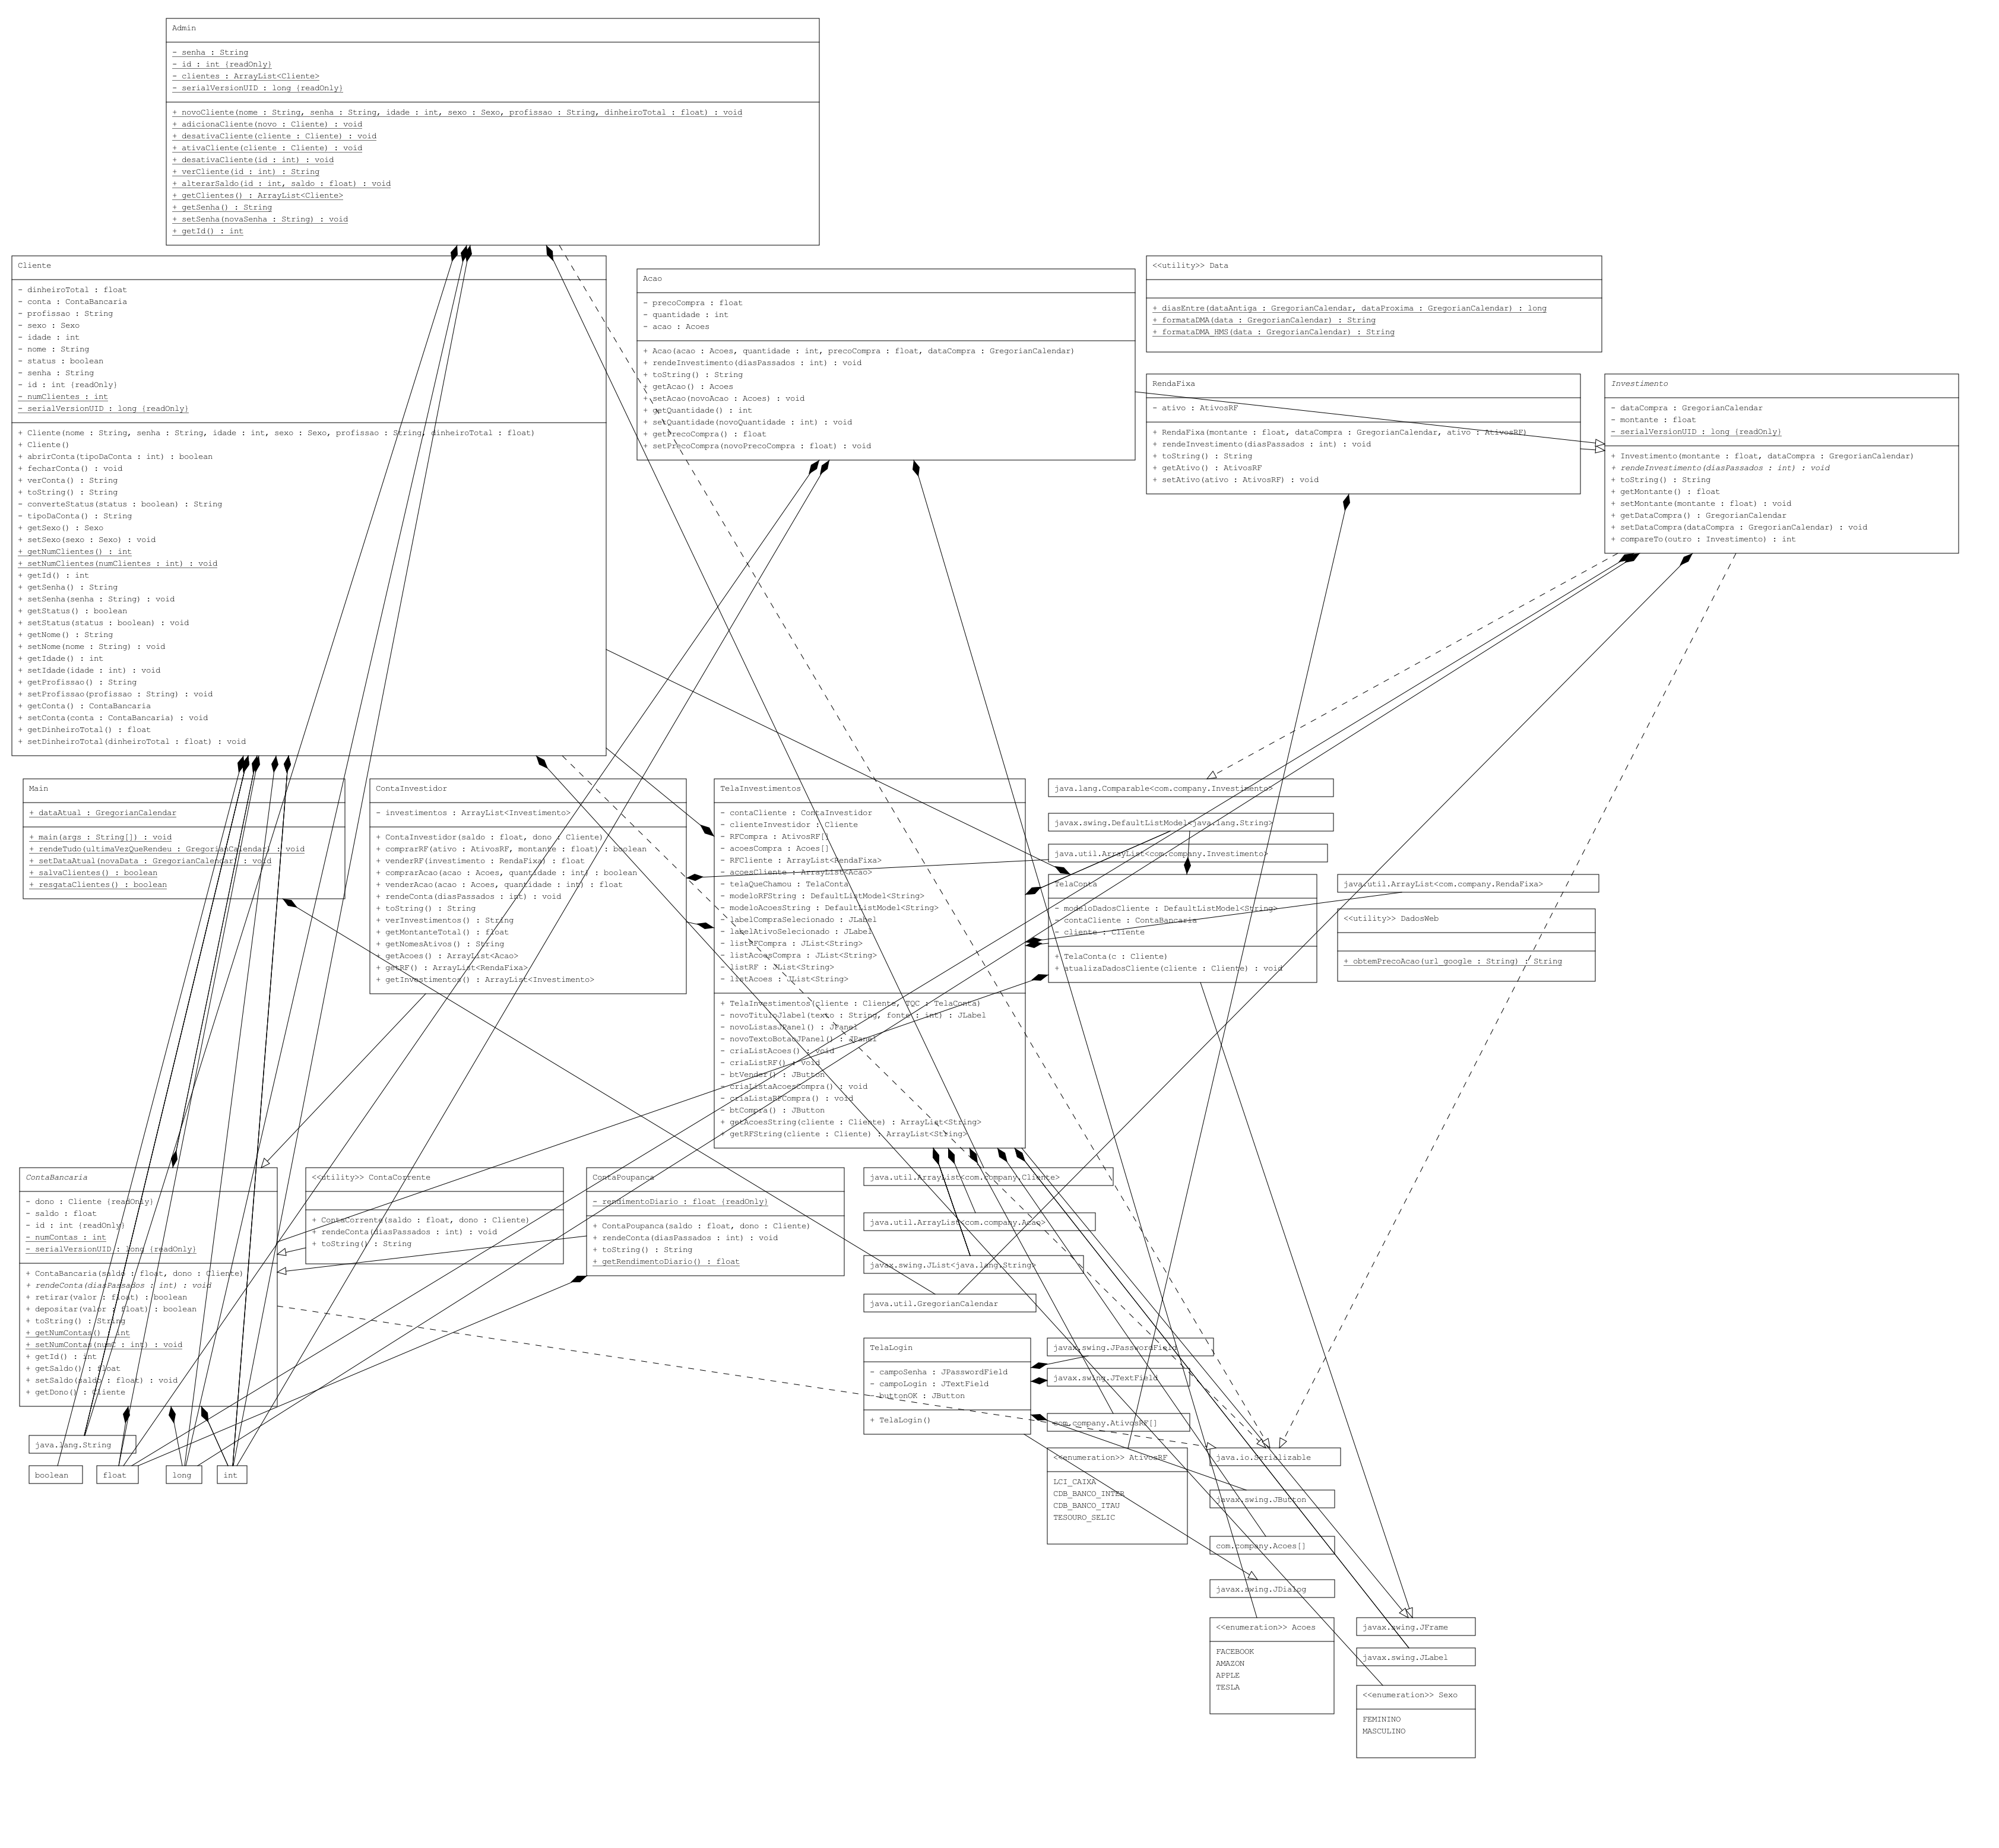 Admin
- senha : String
- id : int {readOnly}
- clientes : ArrayList<Cliente>
- serialVersionUID : long {readOnly}
+ novoCliente(nome : String, senha : String, idade : int, sexo : Sexo, profissao : String, dinheiroTotal : float) : void
+ adicionaCliente(novo : Cliente) : void
+ desativaCliente(cliente : Cliente) : void
+ ativaCliente(cliente : Cliente) : void
+ desativaCliente(id : int) : void
+ verCliente(id : int) : String
+ alterarSaldo(id : int, saldo : float) : void
+ getClientes() : ArrayList<Cliente>
+ getSenha() : String
+ setSenha(novaSenha : String) : void
+ getId() : int
Cliente
- dinheiroTotal : float
- conta : ContaBancaria
- profissao : String
- sexo : Sexo
- idade : int
- nome : String
- status : boolean
- senha : String
- id : int {readOnly}
- numClientes : int
- serialVersionUID : long {readOnly}
+ Cliente(nome : String, senha : String, idade : int, sexo : Sexo, profissao : String, dinheiroTotal : float)
+ Cliente()
+ abrirConta(tipoDaConta : int) : boolean
+ fecharConta() : void
+ verConta() : String
+ toString() : String
- converteStatus(status : boolean) : String
- tipoDaConta() : String
+ getSexo() : Sexo
+ setSexo(sexo : Sexo) : void
+ getNumClientes() : int
+ setNumClientes(numClientes : int) : void
+ getId() : int
+ getSenha() : String
+ setSenha(senha : String) : void
+ getStatus() : boolean
+ setStatus(status : boolean) : void
+ getNome() : String
+ setNome(nome : String) : void
+ getIdade() : int
+ setIdade(idade : int) : void
+ getProfissao() : String
+ setProfissao(profissao : String) : void
+ getConta() : ContaBancaria
+ setConta(conta : ContaBancaria) : void
+ getDinheiroTotal() : float
+ setDinheiroTotal(dinheiroTotal : float) : void
Acao
- precoCompra : float
- quantidade : int
- acao : Acoes
+ Acao(acao : Acoes, quantidade : int, precoCompra : float, dataCompra : GregorianCalendar)
+ rendeInvestimento(diasPassados : int) : void
+ toString() : String
+ getAcao() : Acoes
+ setAcao(novoAcao : Acoes) : void
+ getQuantidade() : int
+ setQuantidade(novoQuantidade : int) : void
+ getPrecoCompra() : float
+ setPrecoCompra(novoPrecoCompra : float) : void
<<utility>> Data
+ diasEntre(dataAntiga : GregorianCalendar, dataProxima : GregorianCalendar) : long
+ formataDMA(data : GregorianCalendar) : String
+ formataDMA_HMS(data : GregorianCalendar) : String
RendaFixa
- ativo : AtivosRF
+ RendaFixa(montante : float, dataCompra : GregorianCalendar, ativo : AtivosRF)
+ rendeInvestimento(diasPassados : int) : void
+ toString() : String
+ getAtivo() : AtivosRF
+ setAtivo(ativo : AtivosRF) : void
Investimento
- dataCompra : GregorianCalendar
- montante : float
- serialVersionUID : long {readOnly}
+ Investimento(montante : float, dataCompra : GregorianCalendar)
+ rendeInvestimento(diasPassados : int) : void
+ toString() : String
+ getMontante() : float
+ setMontante(montante : float) : void
+ getDataCompra() : GregorianCalendar
+ setDataCompra(dataCompra : GregorianCalendar) : void
+ compareTo(outro : Investimento) : int
Main
+ dataAtual : GregorianCalendar
+ main(args : String[]) : void
+ rendeTudo(ultimaVezQueRendeu : GregorianCalendar) : void
+ setDataAtual(novaData : GregorianCalendar) : void
+ salvaClientes() : boolean
+ resgataClientes() : boolean
ContaInvestidor
- investimentos : ArrayList<Investimento>
+ ContaInvestidor(saldo : float, dono : Cliente)
+ comprarRF(ativo : AtivosRF, montante : float) : boolean
+ venderRF(investimento : RendaFixa) : float
+ comprarAcao(acao : Acoes, quantidade : int) : boolean
+ venderAcao(acao : Acoes, quantidade : int) : float
+ rendeConta(diasPassados : int) : void
+ toString() : String
+ verInvestimentos() : String
+ getMontanteTotal() : float
+ getNomesAtivos() : String
+ getAcoes() : ArrayList<Acao>
+ getRF() : ArrayList<RendaFixa>
+ getInvestimentos() : ArrayList<Investimento>
TelaInvestimentos
- contaCliente : ContaInvestidor
- clienteInvestidor : Cliente
- RFCompra : AtivosRF[]
- acoesCompra : Acoes[]
- RFCliente : ArrayList<RendaFixa>
- acoesCliente : ArrayList<Acao>
- telaQueChamou : TelaConta
- modeloRFString : DefaultListModel<String>
- modeloAcoesString : DefaultListModel<String>
- labelCompraSelecionado : JLabel
- labelAtivoSelecionado : JLabel
- listRFCompra : JList<String>
- listAcoesCompra : JList<String>
- listRF : JList<String>
- listAcoes : JList<String>
+ TelaInvestimentos(cliente : Cliente, TQC : TelaConta)
- novoTituloJlabel(texto : String, fonte : int) : JLabel
- novoListasJPanel() : JPanel
- novoTextoBotaoJPanel() : JPanel
- criaListAcoes() : void
- criaListRF() : void
- btVender() : JButton
- criaListaAcoesCompra() : void
- criaListaRFCompra() : void
- btCompra() : JButton
+ getAcoesString(cliente : Cliente) : ArrayList<String>
+ getRFString(cliente : Cliente) : ArrayList<String>
java.lang.Comparable<com.company.Investimento>
javax.swing.DefaultListModel<java.lang.String>
java.util.ArrayList<com.company.Investimento>
TelaConta
- modeloDadosCliente : DefaultListModel<String>
- contaCliente : ContaBancaria
- cliente : Cliente
+ TelaConta(c : Cliente)
+ atualizaDadosCliente(cliente : Cliente) : void
java.util.ArrayList<com.company.RendaFixa>
<<utility>> DadosWeb
+ obtemPrecoAcao(url_google : String) : String
ContaBancaria
- dono : Cliente {readOnly}
- saldo : float
- id : int {readOnly}
- numContas : int
- serialVersionUID : long {readOnly}
+ ContaBancaria(saldo : float, dono : Cliente)
+ rendeConta(diasPassados : int) : void
+ retirar(valor : float) : boolean
+ depositar(valor : float) : boolean
+ toString() : String
+ getNumContas() : int
+ setNumContas(numC : int) : void
+ getId() : int
+ getSaldo() : float
+ setSaldo(saldo : float) : void
+ getDono() : Cliente
<<utility>> ContaCorrente
+ ContaCorrente(saldo : float, dono : Cliente)
+ rendeConta(diasPassados : int) : void
+ toString() : String
ContaPoupanca
- rendimentoDiario : float {readOnly}
+ ContaPoupanca(saldo : float, dono : Cliente)
+ rendeConta(diasPassados : int) : void
+ toString() : String
+ getRendimentoDiario() : float
java.util.ArrayList<com.company.Cliente>
java.util.ArrayList<com.company.Acao>
javax.swing.JList<java.lang.String>
java.util.GregorianCalendar
TelaLogin
- campoSenha : JPasswordField
- campoLogin : JTextField
- buttonOK : JButton
+ TelaLogin()
javax.swing.JPasswordField
javax.swing.JTextField
com.company.AtivosRF[]
<<enumeration>> AtivosRF
LCI_CAIXA
CDB_BANCO_INTER
CDB_BANCO_ITAU
TESOURO_SELIC
java.io.Serializable
javax.swing.JButton
com.company.Acoes[]
javax.swing.JDialog
<<enumeration>> Acoes
FACEBOOK
AMAZON
APPLE
TESLA
javax.swing.JFrame
javax.swing.JLabel
<<enumeration>> Sexo
FEMININO
MASCULINO
java.lang.String
boolean
float
long
int